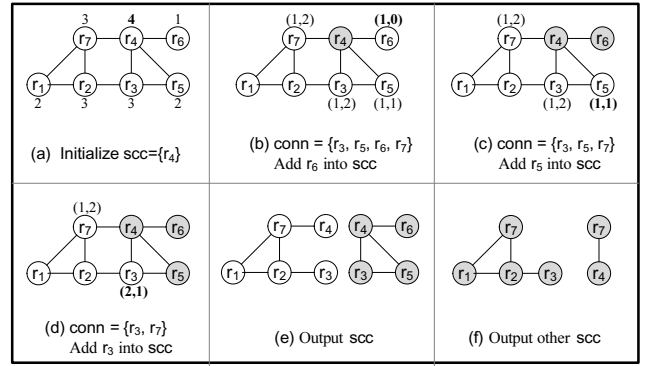 3 4 1
r7 r4 r6
r1 r2 r3 r5
2 3 3 2
(a) Initialize scc={r4}
(1,2) (1,0)
r7 r4 r6
r1 r2 r3 r5
(1,2) (1,1)
(b) conn = {r3, r5, r6, r7}
Add r6 into scc
(1,2)
r7 r4 r6
r1 r2 r3 r5
(1,2) (1,1)
(c) conn = {r3, r5, r7}
Add r5 into scc
(1,2)
r7 r4 r6
r1 r2 r3 r5
(2,1)
(d) conn = {r3, r7}
Add r3 into scc
r7 r4 r4 r6
r1 r2 r3 r3 r5
(e) Output scc
r7 r7
r1 r2 r3 r4
(f) Output other scc